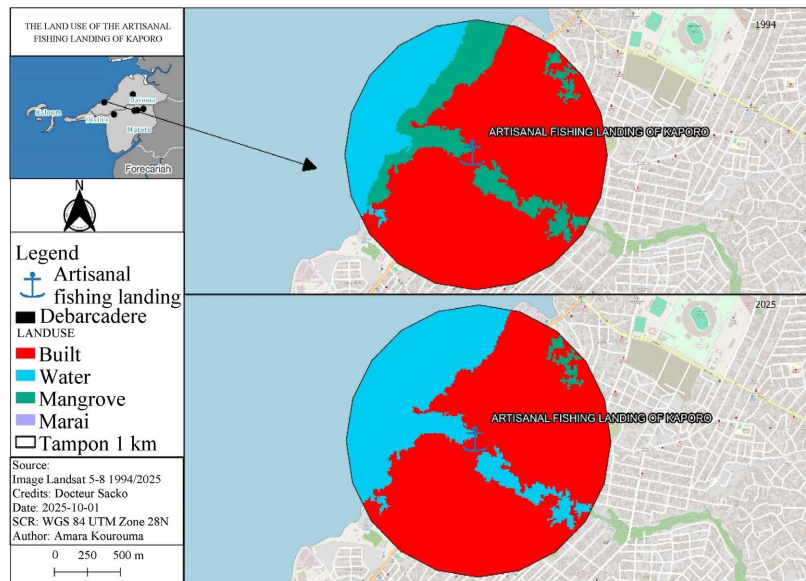 THE LAND USE OF THE ARTISANAL
FISHING LANDING OF KAPORO
Kaloum
Ratoma
Dixinn
Matoto
Forecariah
N
Legend
Artisanal
fishing landing
Debarcadere
LANDUSE
Built
Water
Mangrove
Marai
Tampon 1 km
Source:
Image Landsat 5-8 1994/2025
Credits: Docteur Sacko
Date: 2025-10-01
SCR: WGS 84 UTM Zone 28N
Author: Amara Kourouma
0 250 500 m
1994
ARTISANAL FISHING LANDING OF KAPORO
2025
ARTISANAL FISHING LANDING OF KAPORO